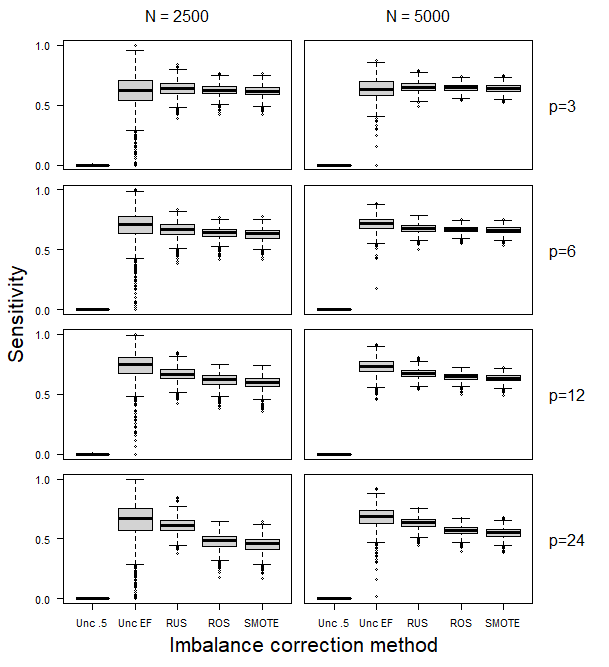 N = 2500 N = 5000
1.0
0.5
0.0
p=3
1.0
0.5
0.0
p=6
Sensitivity
1.0
0.5
0.0
p=12
1.0
0.5
0.0
p=24
Unc .5 Unc EF RUS ROS SMOTE Unc .5 Unc EF RUS ROS SMOTE
Imbalance correction method